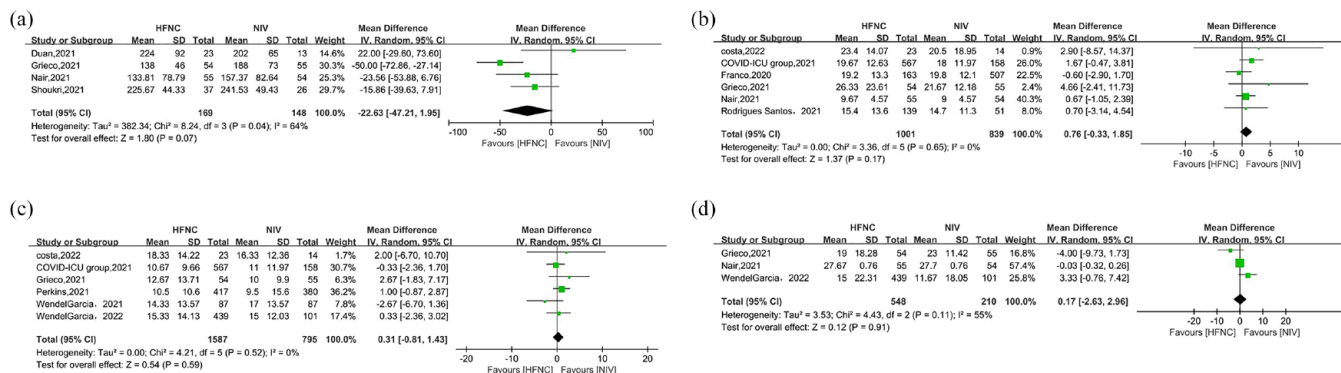 (a)
HFNC NIV Mean Difference Mean Difference
Study or Subgroup Mean SD Total Mean SD Total Weight IV. Random. 95% CI IV. Random. 95% CI
Duan,2021 224 92 23 202 65 13 14.6% 22.00 [-29.60, 73.60]
Grieco,2021 138 46 54 188 73 55 30.3% -50.00 [-72.86, -27.14]
Nair,2021 133.81 78.79 55 157.37 82.64 54 25.4% -23.56 [-53.88, 6.76]
Shoukri,2021 225.67 44.33 37 241.53 49.43 26 29.7% -15.86 [-39.63, 7.91]
Total (95% CI) 169 148 100.0% -22.63 [-47.21, 1.95]
Heterogeneity: Tau² = 382.34; Chi² = 8.24, df = 3 (P = 0.04); I² = 64%
Test for overall effect: Z = 1.80 (P = 0.07)
-100 -50 0 50 100
Favours [HFNC] Favours [NIV]
(b)
HFNC NIV Mean Difference Mean Difference
Study or Subgroup Mean SD Total Mean SD Total Weight IV. Random. 95% CI IV. Random. 95% CI
costa,2022 23.4 14.07 23 20.5 18.95 14 0.9% 2.90 [-8.57, 14.37]
COVID-ICU group,2021 19.67 12.63 567 18 11.97 158 26.0% 1.67 [-0.47, 3.81]
Franco,2020 19.2 13.3 163 19.8 12.1 507 22.4% -0.60 [-2.90, 1.70]
Grieco,2021 26.33 23.61 54 21.67 12.18 55 2.4% 4.66 [-2.41, 11.73]
Nair,2021 9.67 4.57 55 9 4.57 54 40.3% 0.67 [-1.05, 2.39]
Rodrigues Santos, 2021 15.4 13.6 139 14.7 11.3 51 8.0% 0.70 [-3.14, 4.54]
Total (95% CI) 1001 839 100.0% 0.76 [-0.33, 1.85]
Heterogeneity: Tau² = 0.00; Chi² = 3.36, df = 5 (P = 0.65); I² = 0%
Test for overall effect: Z = 1.37 (P = 0.17)
-10 -5 0 5 10
Favours [HFNC] Favours [NIV]
(c)
HFNC NIV Mean Difference Mean Difference
Study or Subgroup Mean SD Total Mean SD Total Weight IV. Random. 95% CI IV. Random. 95% CI
costa,2022 18.33 14.22 23 16.33 12.36 14 1.7% 2.00 [-6.70, 10.70]
COVID-ICU group,2021 10.67 9.66 567 11 11.97 158 30.7% -0.33 [-2.36, 1.70]
Grieco,2021 12.67 13.71 54 10 9.9 55 6.3% 2.67 [-1.83, 7.17]
Perkins,2021 10.5 10.6 417 9.5 15.6 380 36.2% 1.00 [-0.87, 2.87]
WendelGarcia，2021 14.33 13.57 87 17 13.57 87 7.8% -2.67 [-6.70, 1.36]
WendelGarcia，2022 15.33 14.13 439 15 12.03 101 17.4% 0.33 [-2.36, 3.02]
Total (95% CI) 1587 795 100.0% 0.31 [-0.81, 1.43]
Heterogeneity: Tau² = 0.00; Chi² = 4.21, df = 5 (P = 0.52); I² = 0%
Test for overall effect: Z = 0.54 (P = 0.59)
-20 -10 0 10 20
Favours [HFNC] Favours [NIV]
(d)
HFNC NIV Mean Difference Mean Difference
Study or Subgroup Mean SD Total Mean SD Total Weight IV. Random. 95% CI IV. Random. 95% CI
Grieco,2021 19 18.28 54 23 11.42 55 17.1% -4.00 [-9.73, 1.73]
Nair,2021 27.67 0.76 55 27.7 0.76 54 57.1% -0.03 [-0.32, 0.26]
WendelGarcia，2022 15 22.31 439 11.67 18.05 101 25.8% 3.33 [-0.76, 7.42]
Total (95% CI) 548 210 100.0% 0.17 [-2.63, 2.96]
Heterogeneity: Tau² = 3.53; Chi² = 4.43, df = 2 (P = 0.11); I² = 55%
Test for overall effect: Z = 0.12 (P = 0.91)
-20 -10 0 10 20
Favours [HFNC] Favours [NIV]